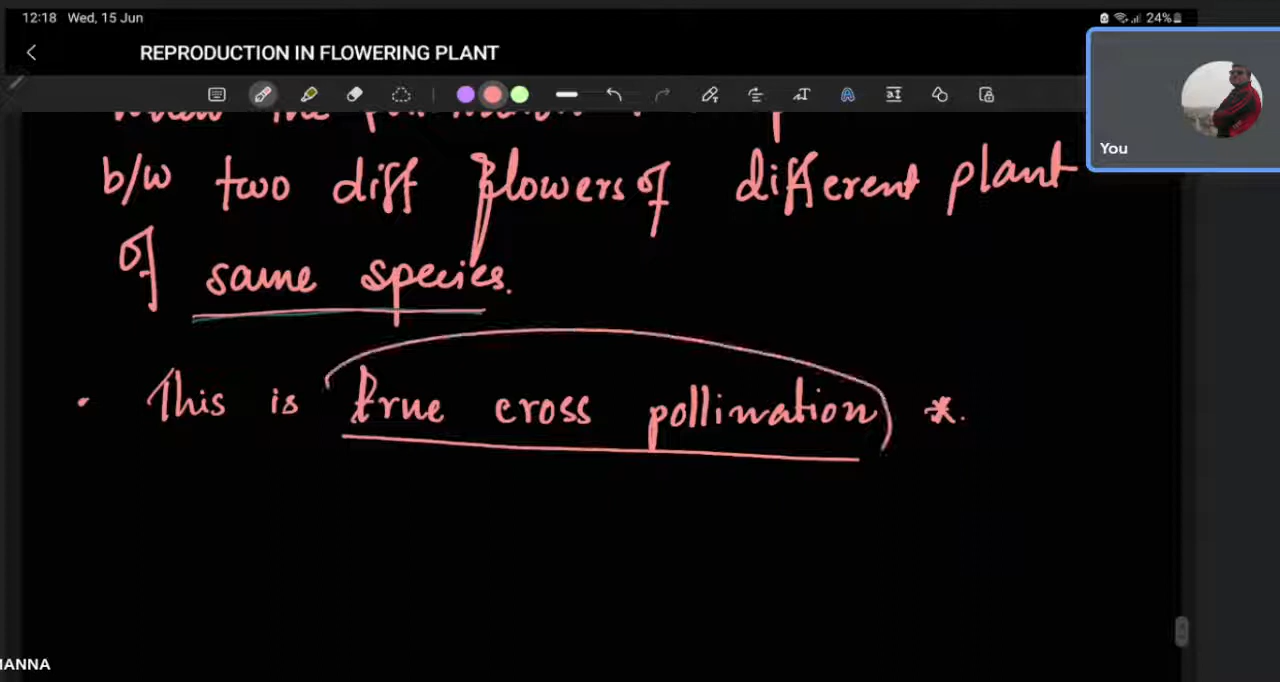 12:18 Wed, 15 Jun
24%
REPRODUCTION IN FLOWERING PLANT
You
b/w two diff flowers of different plant
of same species.
• This is true cross pollination *.
MANNA